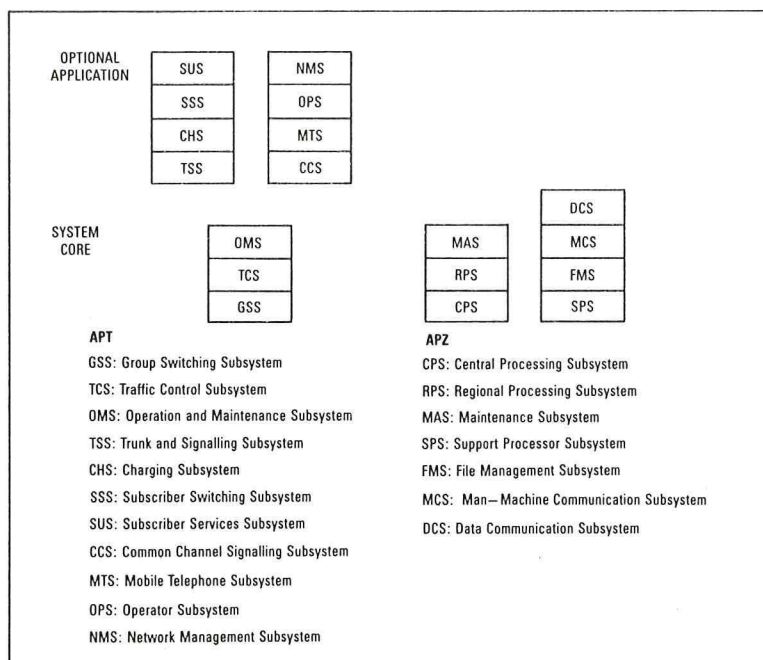 OPTIONAL
APPLICATION
SUS
SSS
CHS
TSS
NMS
OPS
MTS
CCS
SYSTEM
CORE
OMS
TCS
GSS
MAS
RPS
CPS
DCS
MCS
FMS
SPS
APT
GSS: Group Switching Subsystem
TCS: Traffic Control Subsystem
OMS: Operation and Maintenance Subsystem
TSS: Trunk and Signalling Subsystem
CHS: Charging Subsystem
SSS: Subscriber Switching Subsystem
SUS: Subscriber Services Subsystem
CCS: Common Channel Signalling Subsystem
MTS: Mobile Telephone Subsystem
OPS: Operator Subsystem
NMS: Network Management Subsystem
APZ
CPS: Central Processing Subsystem
RPS: Regional Processing Subsystem
MAS: Maintenance Subsystem
SPS: Support Processor Subsystem
FMS: File Management Subsystem
MCS: Man—Machine Communication Subsystem
DCS: Data Communication Subsystem